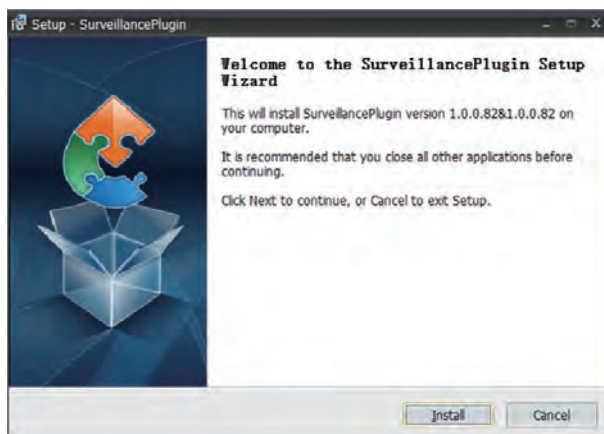 Setup - SurveillancePlugin
Welcome to the SurveillancePlugin Setup
Wizard
This will install SurveillancePlugin version 1.0.0.82&1.0.0.82 on
your computer.
It is recommended that you close all other applications before
continuing.
Click Next to continue, or Cancel to exit Setup.
Install
Cancel